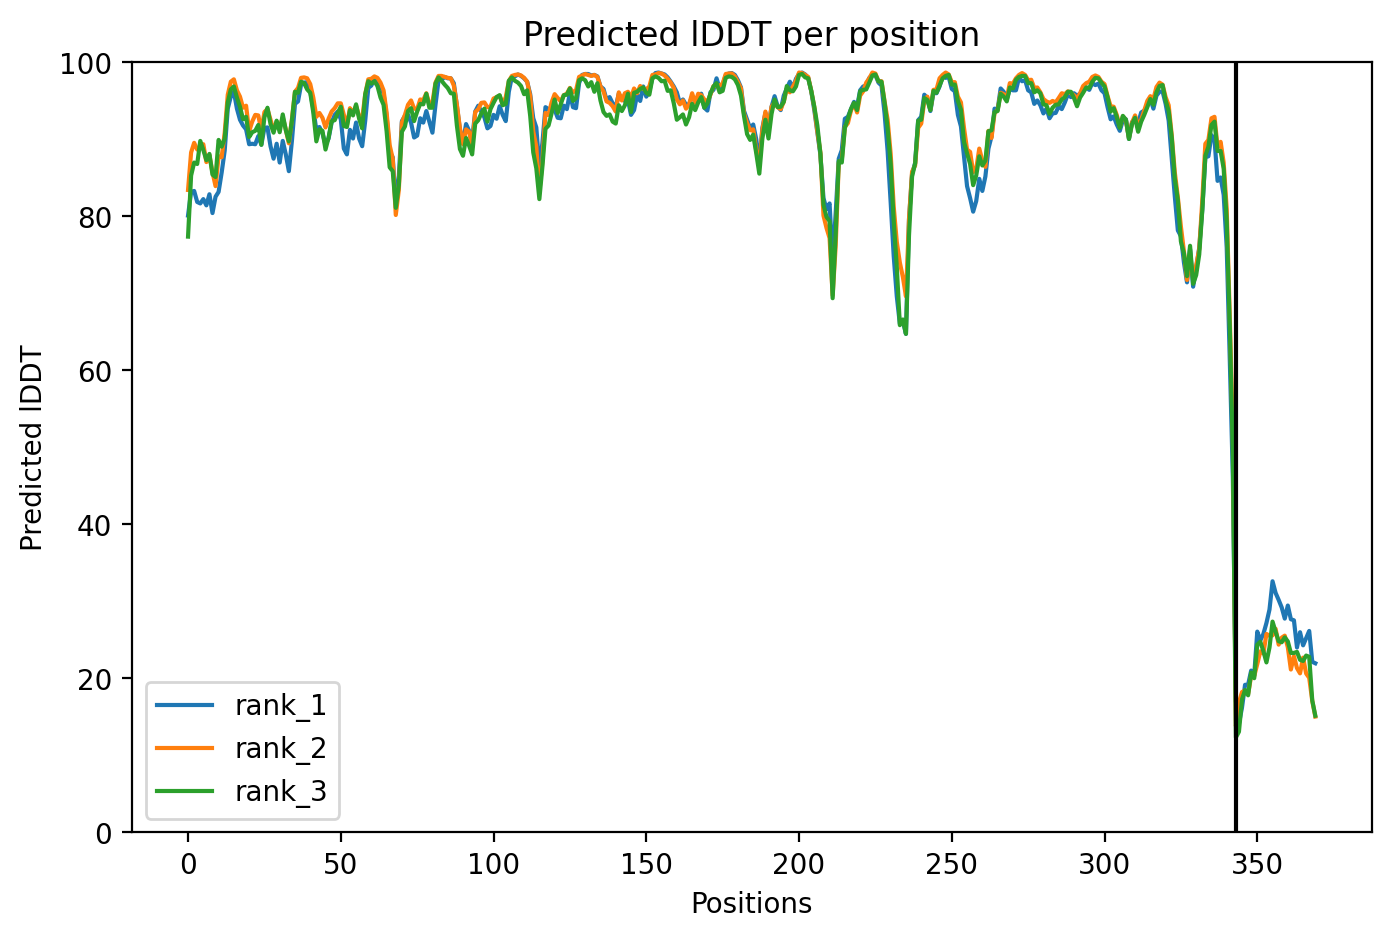 Predicted lDDT per position
100
80
60
40
20
0
Predicted lDDT
rank_1
rank_2
rank_3
0 50 100 150 200 250 300 350
Positions